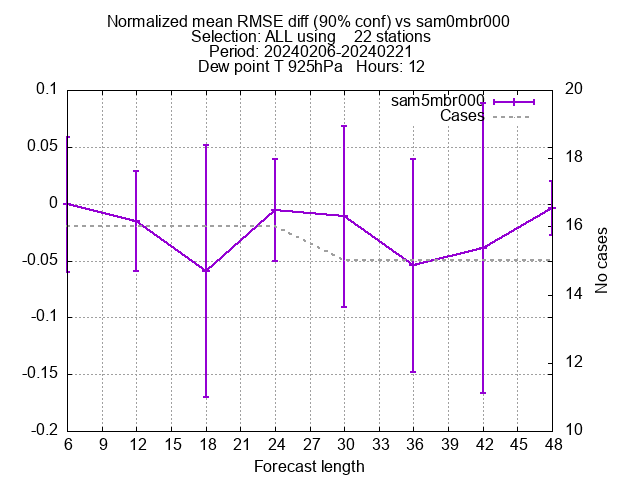 Normalized mean RMSE diff (90% conf) vs sam0mbr000
Selection: ALL using    22 stations
Period: 20240206-20240221
Dew point T 925hPa   Hours: 12
0.1
0.05
0
-0.05
-0.1
-0.15
-0.2
20
18
16
14
12
10
sam5mbr000
Cases
No cases
6 9 12 15 18 21 24 27 30 33 36 39 42 45 48
Forecast length